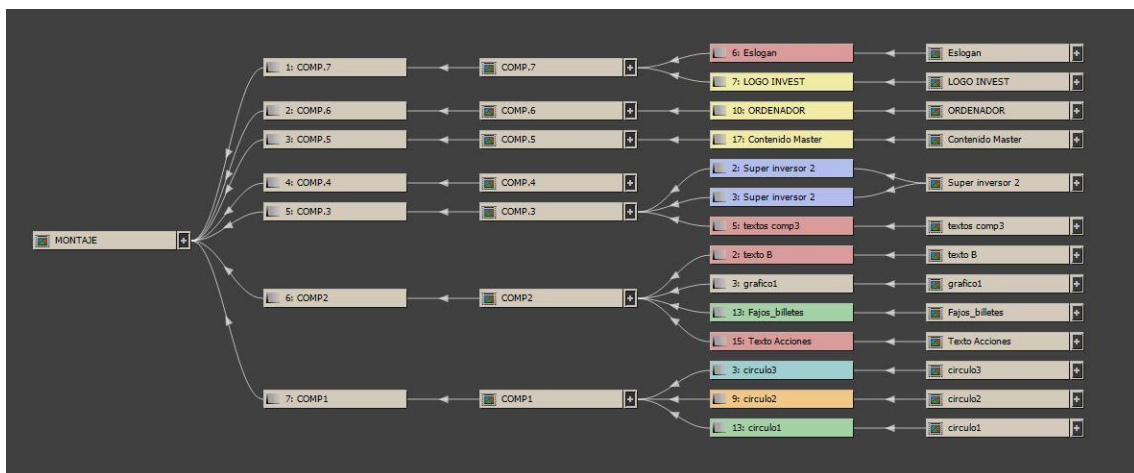 6: Eslogan
Eslogan
1: COMP.7
COMP.7
7: LOGO INVEST
LOGO INVEST
2: COMP.6
COMP.6
10: ORDENADOR
ORDENADOR
3: COMP.5
COMP.5
17: Contenido Master
Contenido Master
2: Super inversor 2
4: COMP.4
COMP.4
Super inversor 2
3: Super inversor 2
5: COMP.3
COMP.3
5: textos comp3
textos comp3
MONTAJE
2: texto B
texto B
3: grafico1
grafico1
6: COMP2
COMP2
13: Fajos_billetes
Fajos_billetes
15: Texto Acciones
Texto Acciones
3: circulo3
circulo3
7: COMP1
COMP1
9: circulo2
circulo2
13: circulo1
circulo1